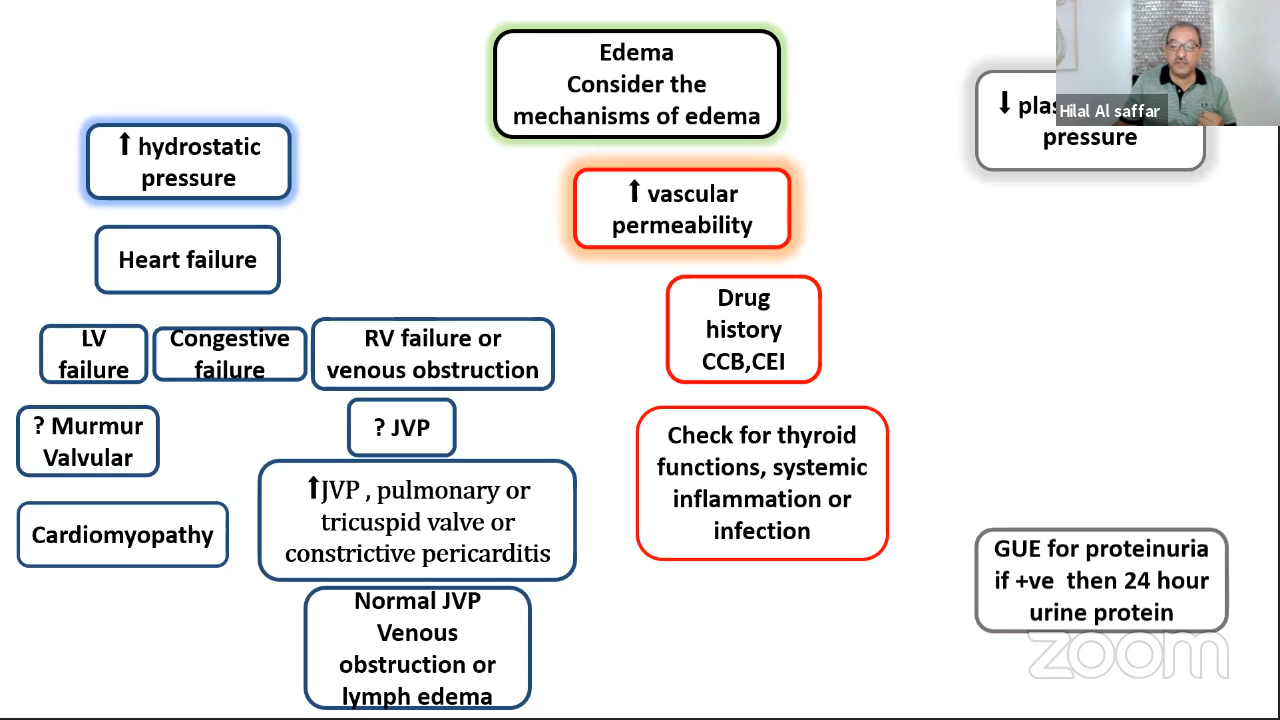 Edema
Consider the
mechanisms of edema
Hilal Al saffar
⬇
pressure
⬆ hydrostatic
pressure
⬆ vascular
permeability
Heart failure
Drug
history
CCB,CEI
LV
failure
Congestive
failure
RV failure or
venous obstruction
? Murmur
Valvular
? JVP
Check for thyroid
functions, systemic
inflammation or
infection
⬆JVP , pulmonary or
tricuspid valve or
constrictive pericarditis
Cardiomyopathy
GUE for proteinuria
if +ve then 24 hour
urine protein
Normal JVP
Venous
obstruction or
lymph edema
zoom